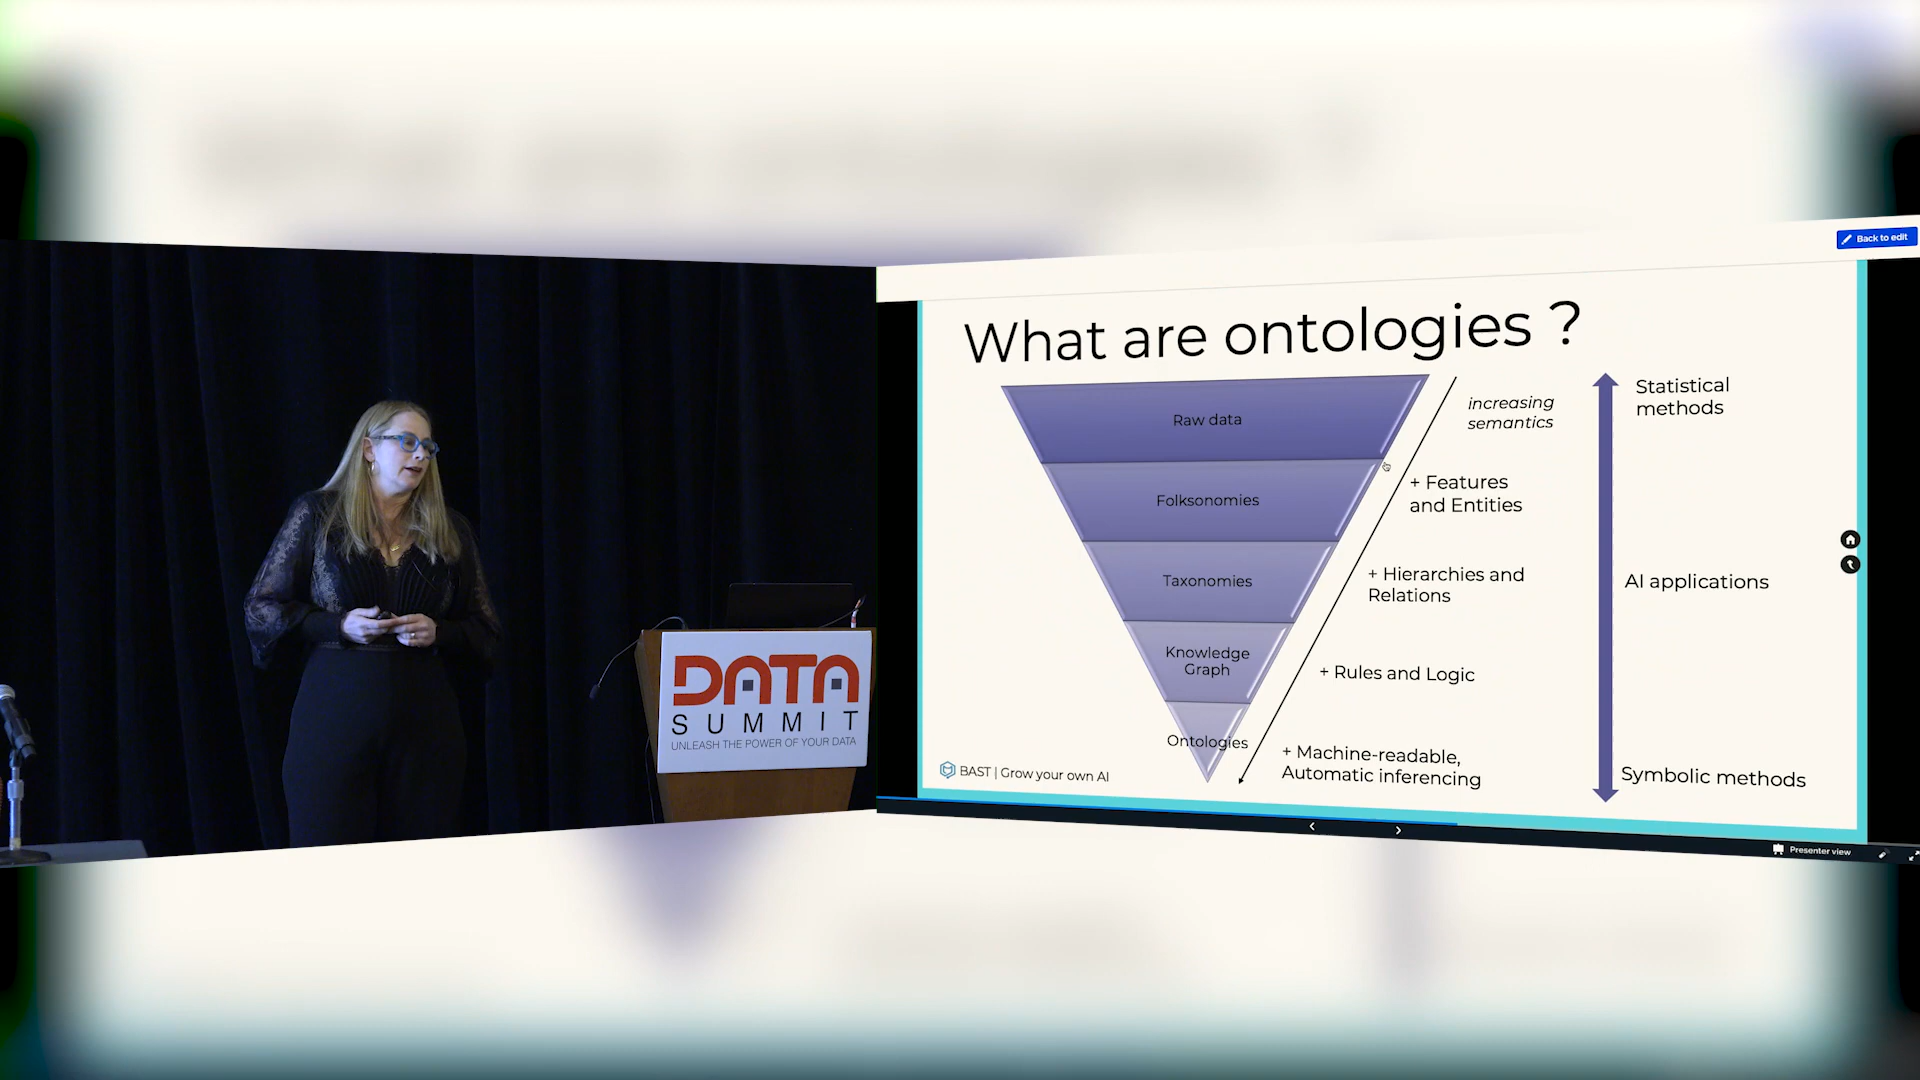 DATA
SUMMIT
UNLEASH THE POWER OF YOUR DATA
Back to edit
What are ontologies ?
Raw data
Folksonomies
Taxonomies
Knowledge
Graph
Ontologies
increasing
semantics
+ Features
and Entities
+ Hierarchies and
Relations
+ Rules and Logic
+ Machine-readable,
Automatic inferencing
Statistical
methods
AI applications
Symbolic methods
BAST | Grow your own AI
Presenter view